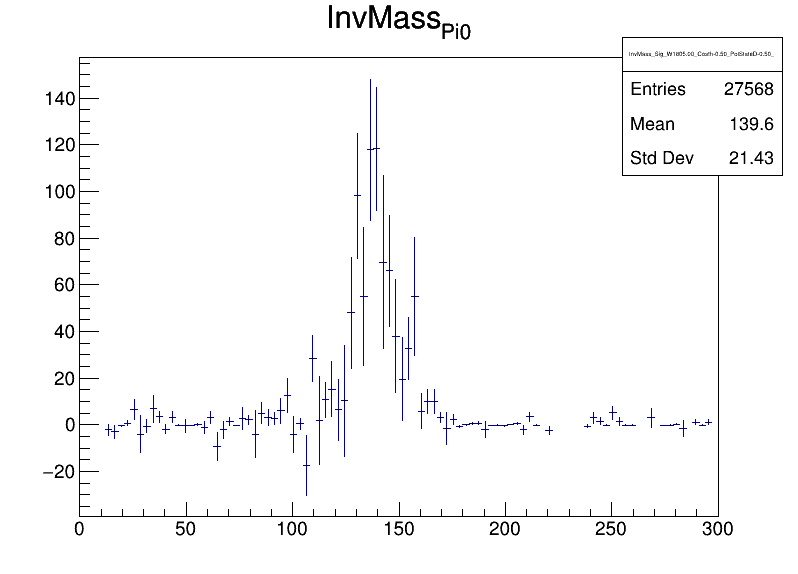 InvMass_Pi0
InvMass_Sig_W1805.00_Costh-0.50_PolStateD-0.50_
Entries 27568
Mean 139.6
Std Dev 21.43
140
120
100
80
60
40
20
0
−20
0 50 100 150 200 250 300